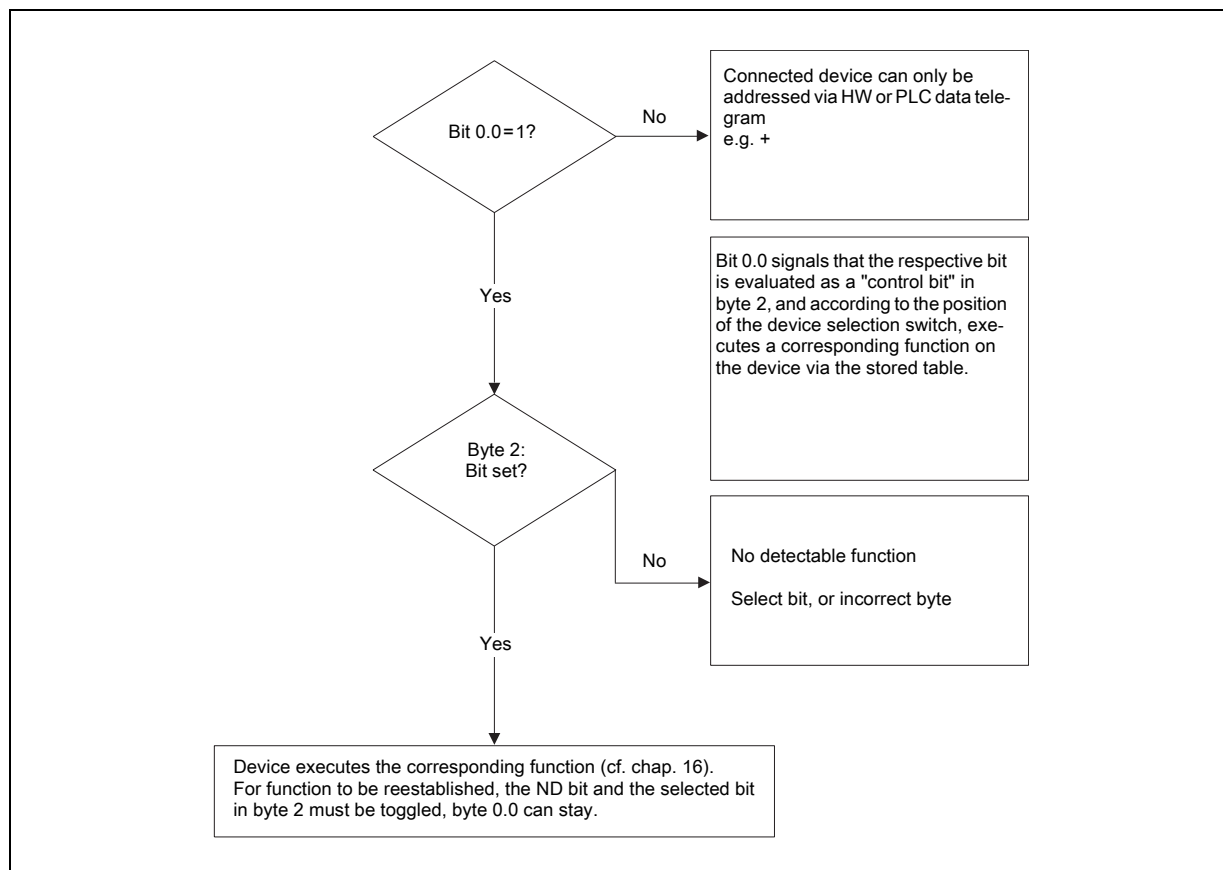 Bit 0.0=1?
No
Connected device can only be
addressed via HW or PLC data tele-
gram
e.g. +
Yes
Bit 0.0 signals that the respective bit
is evaluated as a "control bit" in
byte 2, and according to the position
of the device selection switch, exe-
cutes a corresponding function on
the device via the stored table.
Byte 2:
Bit set?
No
No detectable function
Select bit, or incorrect byte
Yes
Device executes the corresponding function (cf. chap. 16).
For function to be reestablished, the ND bit and the selected bit
in byte 2 must be toggled, byte 0.0 can stay.